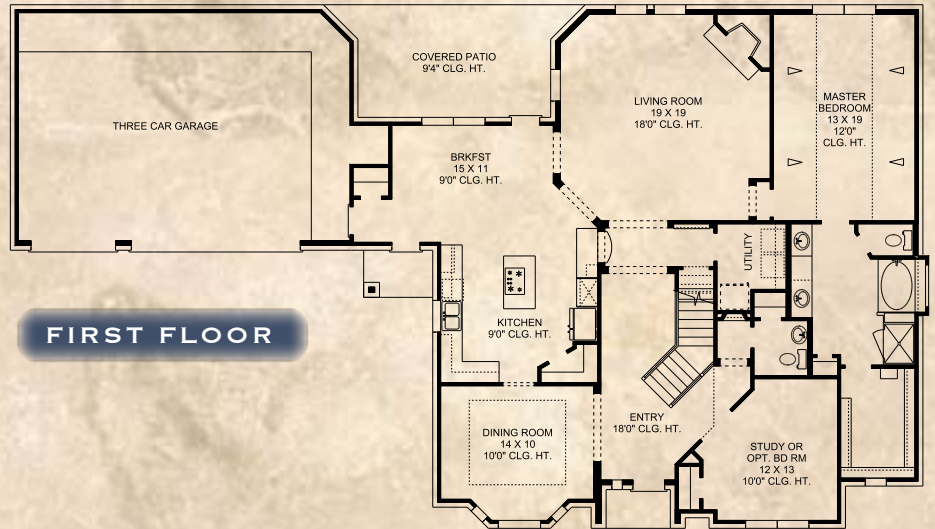 COVERED PATIO
9'4" CLG. HT.
THREE CAR GARAGE
LIVING ROOM
19 X 19
18'0" CLG. HT.
MASTER
BEDROOM
13 X 19
12'0"
CLG. HT.
BRKFST
15 X 11
9'0" CLG. HT.
UTILITY
FIRST FLOOR
KITCHEN
9'0" CLG. HT.
DINING ROOM
14 X 10
10'0" CLG. HT.
ENTRY
18'0" CLG. HT.
STUDY OR
OPT. BD RM
12 X 13
10'0" CLG. HT.